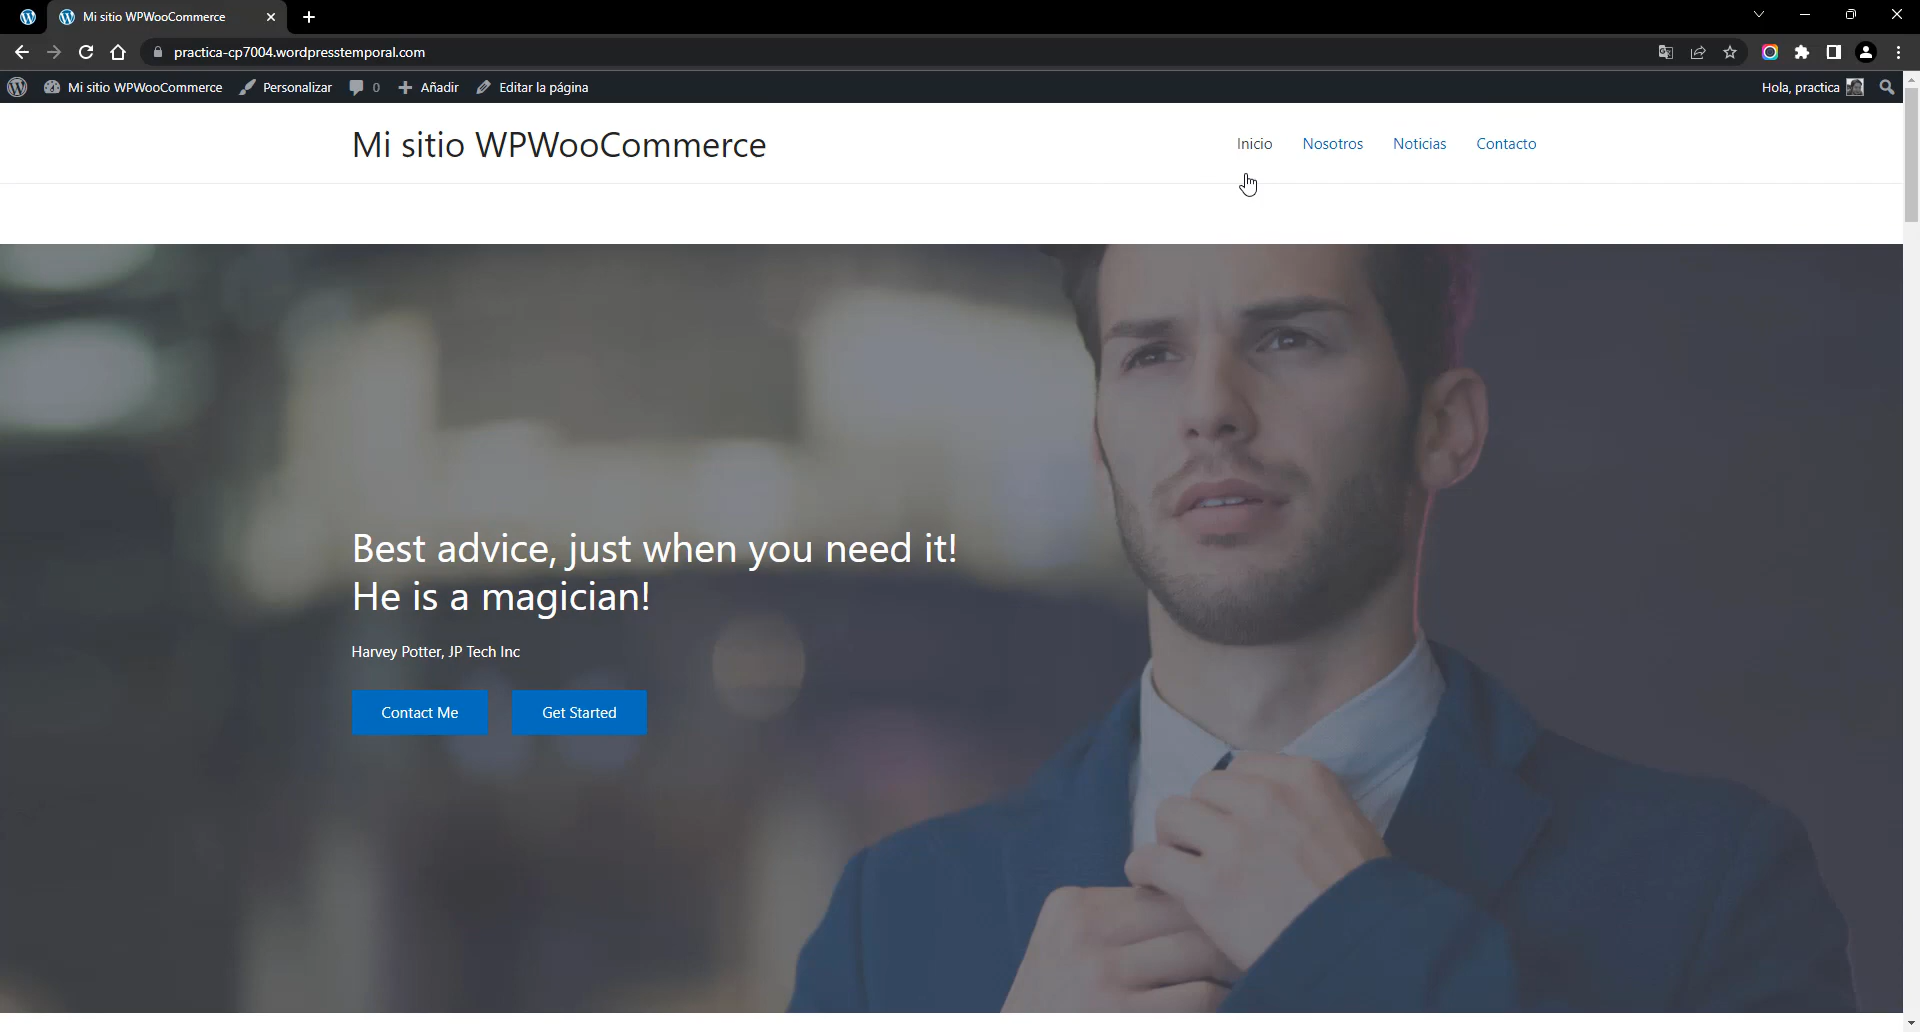 Mi sitio WPWooCommerce
practica-cp7004.wordpresstemporal.com
Mi sitio WPWooCommerce Personalizar 0 Añadir Editar la página Hola, practica
Mi sitio WPWooCommerce
Inicio Nosotros Noticias Contacto
Best advice, just when you need it!
He is a magician!
Harvey Potter, JP Tech Inc
Contact Me Get Started